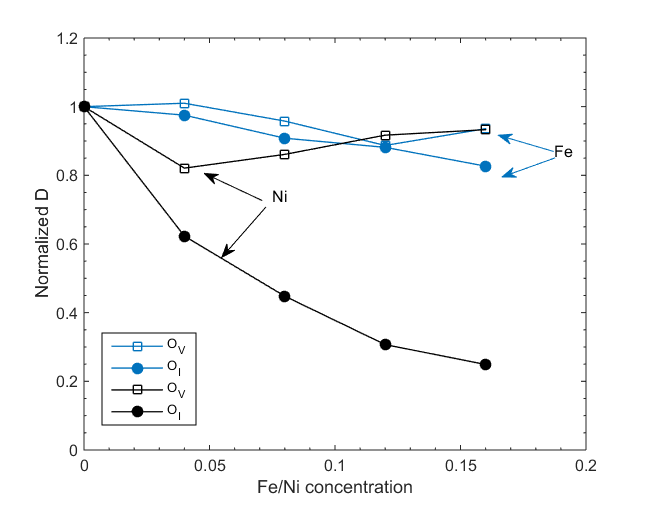 1.2
1
0.8
0.6
0.4
0.2
0
Normalized D
Fe
Ni
O_V
O_I
O_V
O_I
0
0.05
0.1
0.15
0.2
Fe/Ni concentration